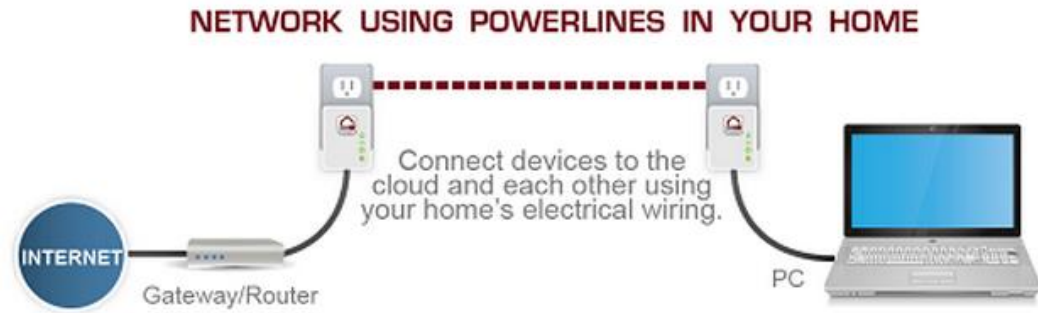 NETWORK USING POWERLINES IN YOUR HOME
Connect devices to the
cloud and each other using
your home's electrical wiring.
INTERNET
Gateway/Router
PC